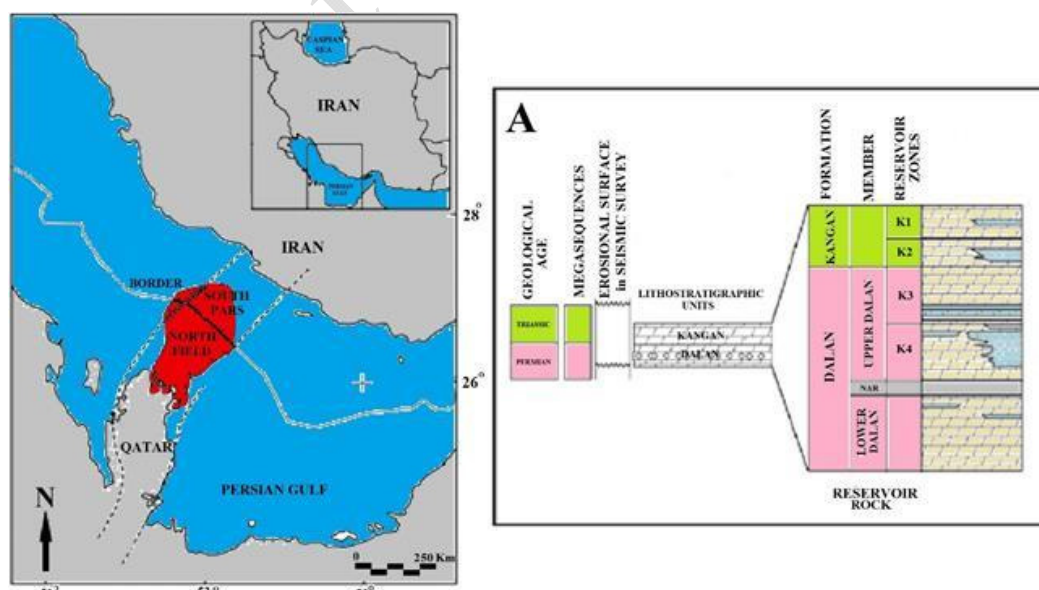 CASPIAN
SEA
IRAN
PERSIAN
GULF
28°
IRAN
BORDER
SOUTH
PARS
NORTH
FIELD
26°
QATAR
PERSIAN GULF
N
0 250 Km
A
GEOLOGICAL
AGE
MEGASEQUENCES
EROSIONAL SURFACE
in SEISMIC SURVEY
LITHOSTRATIGRAPHIC
UNITS
FORMATION
MEMBER
RESERVOIR
ZONES
TRIASSIC
PERMIAN
KANGAN
DALAN
KANGAN
K1
K2
DALAN
UPPER DALAN
K3
K4
NAR
LOWER
DALAN
RESERVOIR
ROCK